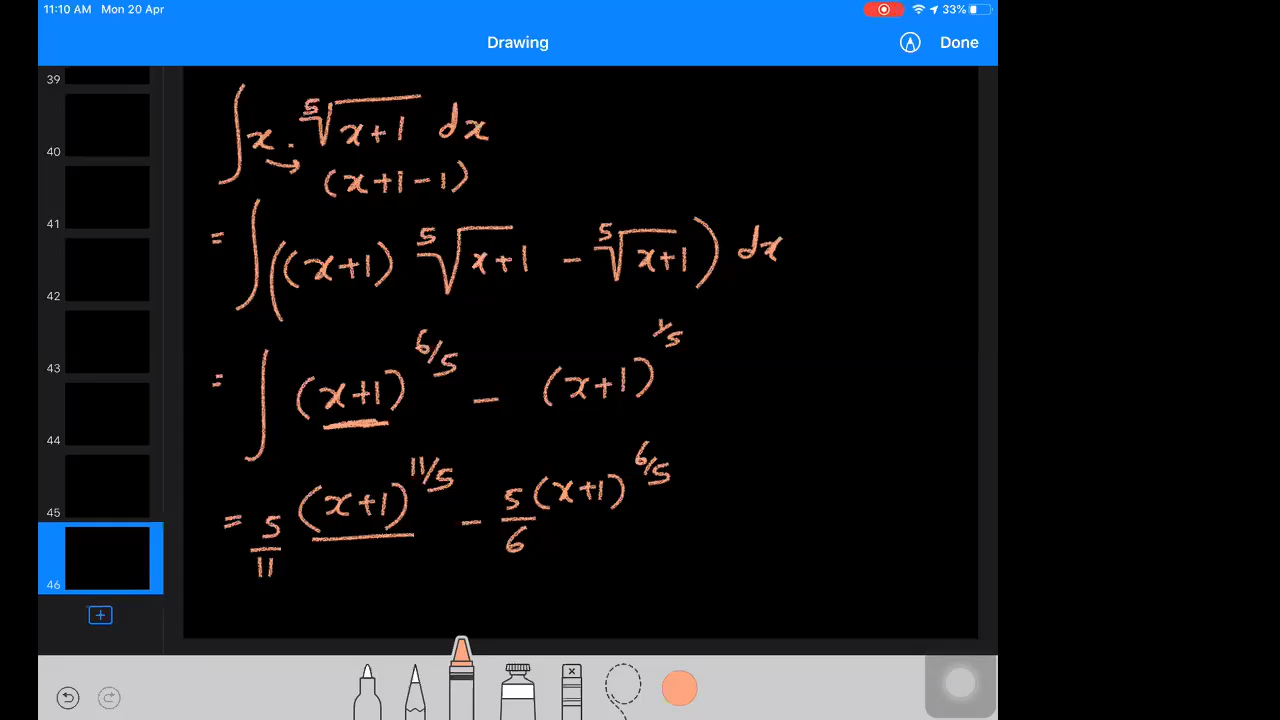 11:10 AM Mon 20 Apr 33%
Drawing Done
39
40
41
42
43
44
45
46
∫ x · ⁵√(x+1) dx
(x+1-1)
= ∫ ((x+1) ⁵√(x+1) - ⁵√(x+1)) dx
= ∫ (x+1)^6/5 - (x+1)^1/5
= 5/11 (x+1)^11/5 - 5/6 (x+1)^6/5